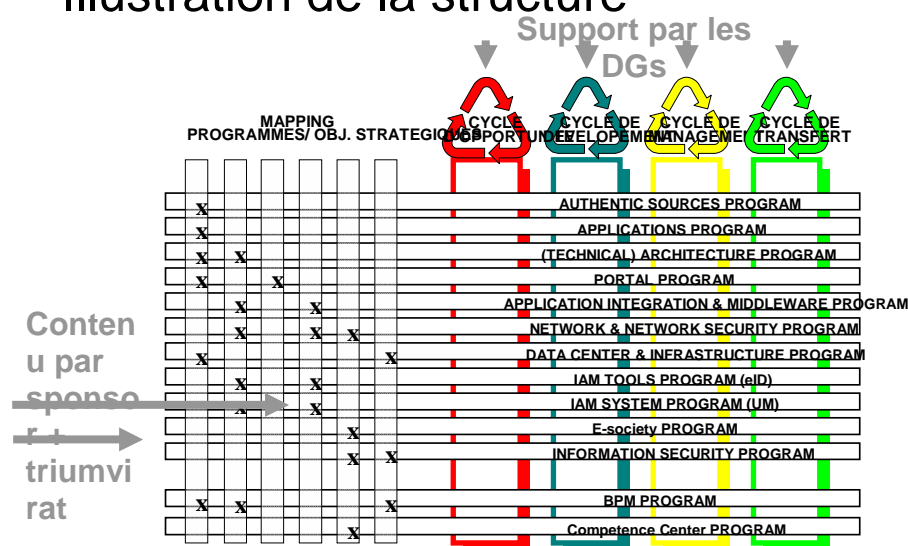 Illustration de la structure
Support par les
DGs
MAPPING
PROGRAMMES/ OBJ. STRATEGIQUES
CYCLE
D'OPPORTUNITE
CYCLE DE
DEVELOPEMENT
CYCLE DE
MANAGEMENT
CYCLE DE
TRANSFERT
X AUTHENTIC SOURCES PROGRAM
X APPLICATIONS PROGRAM
X X (TECHNICAL) ARCHITECTURE PROGRAM
X X PORTAL PROGRAM
X X APPLICATION INTEGRATION & MIDDLEWARE PROGRAM
X X X NETWORK & NETWORK SECURITY PROGRAM
X X DATA CENTER & INFRASTRUCTURE PROGRAM
X X IAM TOOLS PROGRAM (eID)
X X IAM SYSTEM PROGRAM (UM)
X E-society PROGRAM
X X INFORMATION SECURITY PROGRAM
X X X BPM PROGRAM
X Competence Center PROGRAM
Conten
u par
sponso
r +
triumvi
rat